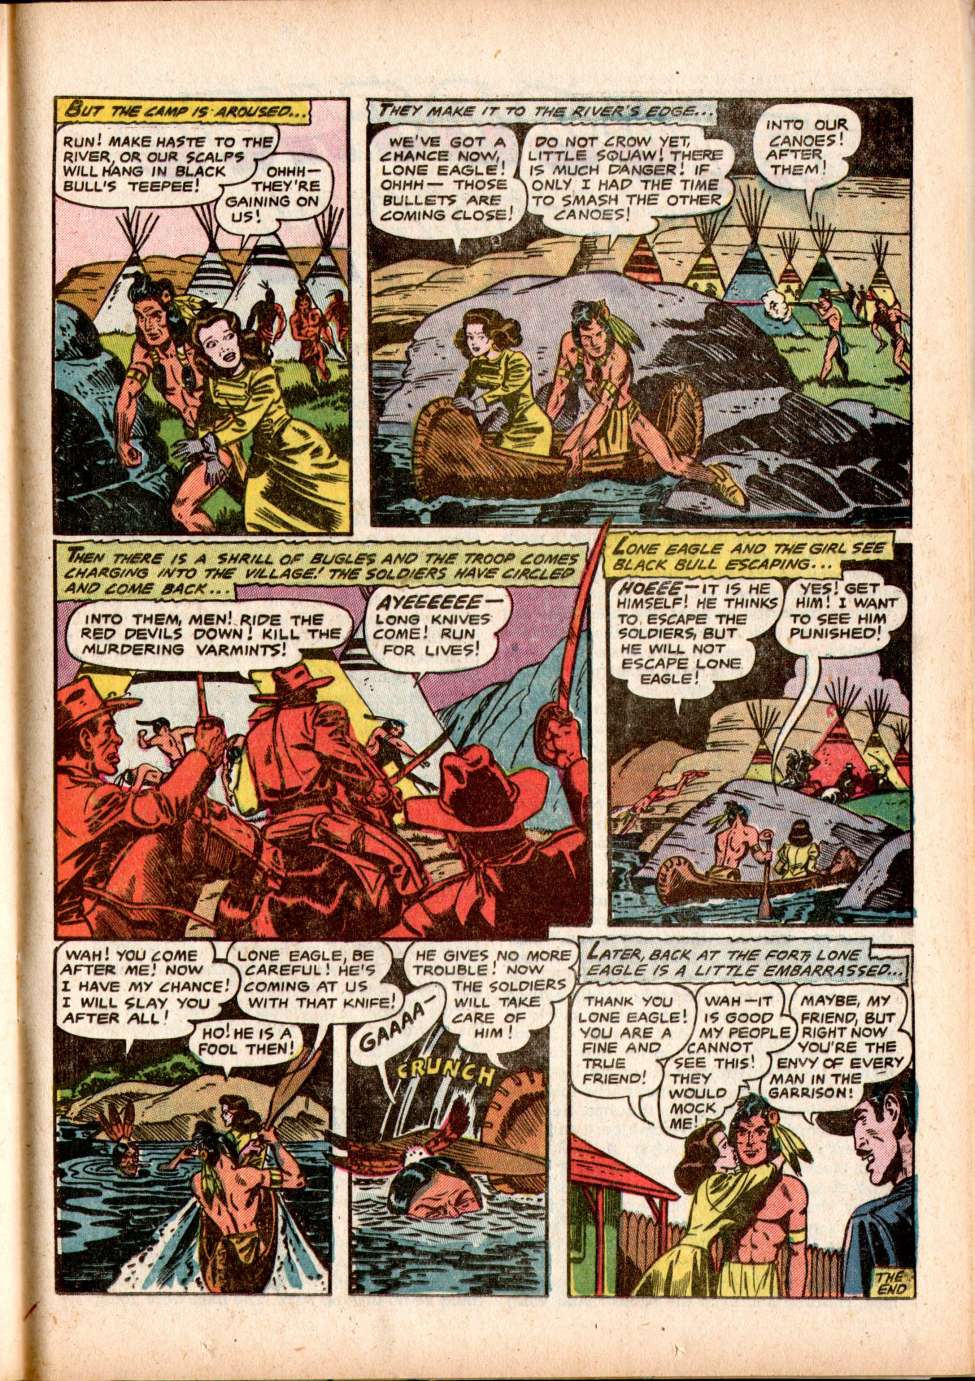 BUT THE CAMP IS AROUSED...
RUN! MAKE HASTE TO THE
RIVER, OR OUR SCALPS
WILL HANG IN BLACK
BULL'S TEEPEE!
OHHH—
THEY'RE
GAINING ON
US!
THEY MAKE IT TO THE RIVER'S EDGE...
WE'VE GOT A
CHANCE NOW,
LONE EAGLE!
OHHH— THOSE
BULLETS ARE
COMING CLOSE!
DO NOT CROW YET,
LITTLE SQUAW! THERE
IS MUCH DANGER! IF
ONLY I HAD THE TIME
TO SMASH THE OTHER
CANOES!
INTO OUR
CANOES!
AFTER
THEM!
THEN THERE IS A SHRILL OF BUGLES AND THE TROOP COMES
CHARGING INTO THE VILLAGE! THE SOLDIERS HAVE CIRCLED
AND COME BACK...
INTO THEM, MEN! RIDE THE
RED DEVILS DOWN! KILL THE
MURDERING VARMINTS!
AYEEEEEE—
LONG KNIVES
COME! RUN
FOR LIVES!
LONE EAGLE AND THE GIRL SEE
BLACK BULL ESCAPING...
HOEEE—IT IS HE
HIMSELF! HE THINKS
TO ESCAPE THE
SOLDIERS, BUT
HE WILL NOT
ESCAPE LONE
EAGLE!
YES! GET
HIM! I WANT
TO SEE HIM
PUNISHED!
WAH! YOU COME
AFTER ME! NOW
I HAVE MY CHANCE!
I WILL SLAY YOU
AFTER ALL!
LONE EAGLE, BE
CAREFUL! HE'S
COMING AT US
WITH THAT KNIFE!
HO! HE IS A
FOOL THEN!
GAAAA—
HE GIVES NO MORE
TROUBLE! NOW
THE SOLDIERS
WILL TAKE
CARE OF
HIM!
CRUNCH
LATER, BACK AT THE FORT, LONE
EAGLE IS A LITTLE EMBARRASSED...
THANK YOU
LONE EAGLE!
YOU ARE A
FINE AND
TRUE
FRIEND!
WAH—IT
IS GOOD
MY PEOPLE
CANNOT
SEE THIS!
THEY
WOULD
MOCK
ME!
MAYBE, MY
FRIEND, BUT
RIGHT NOW
YOU'RE THE
ENVY OF EVERY
MAN IN THE
GARRISON!
THE
END